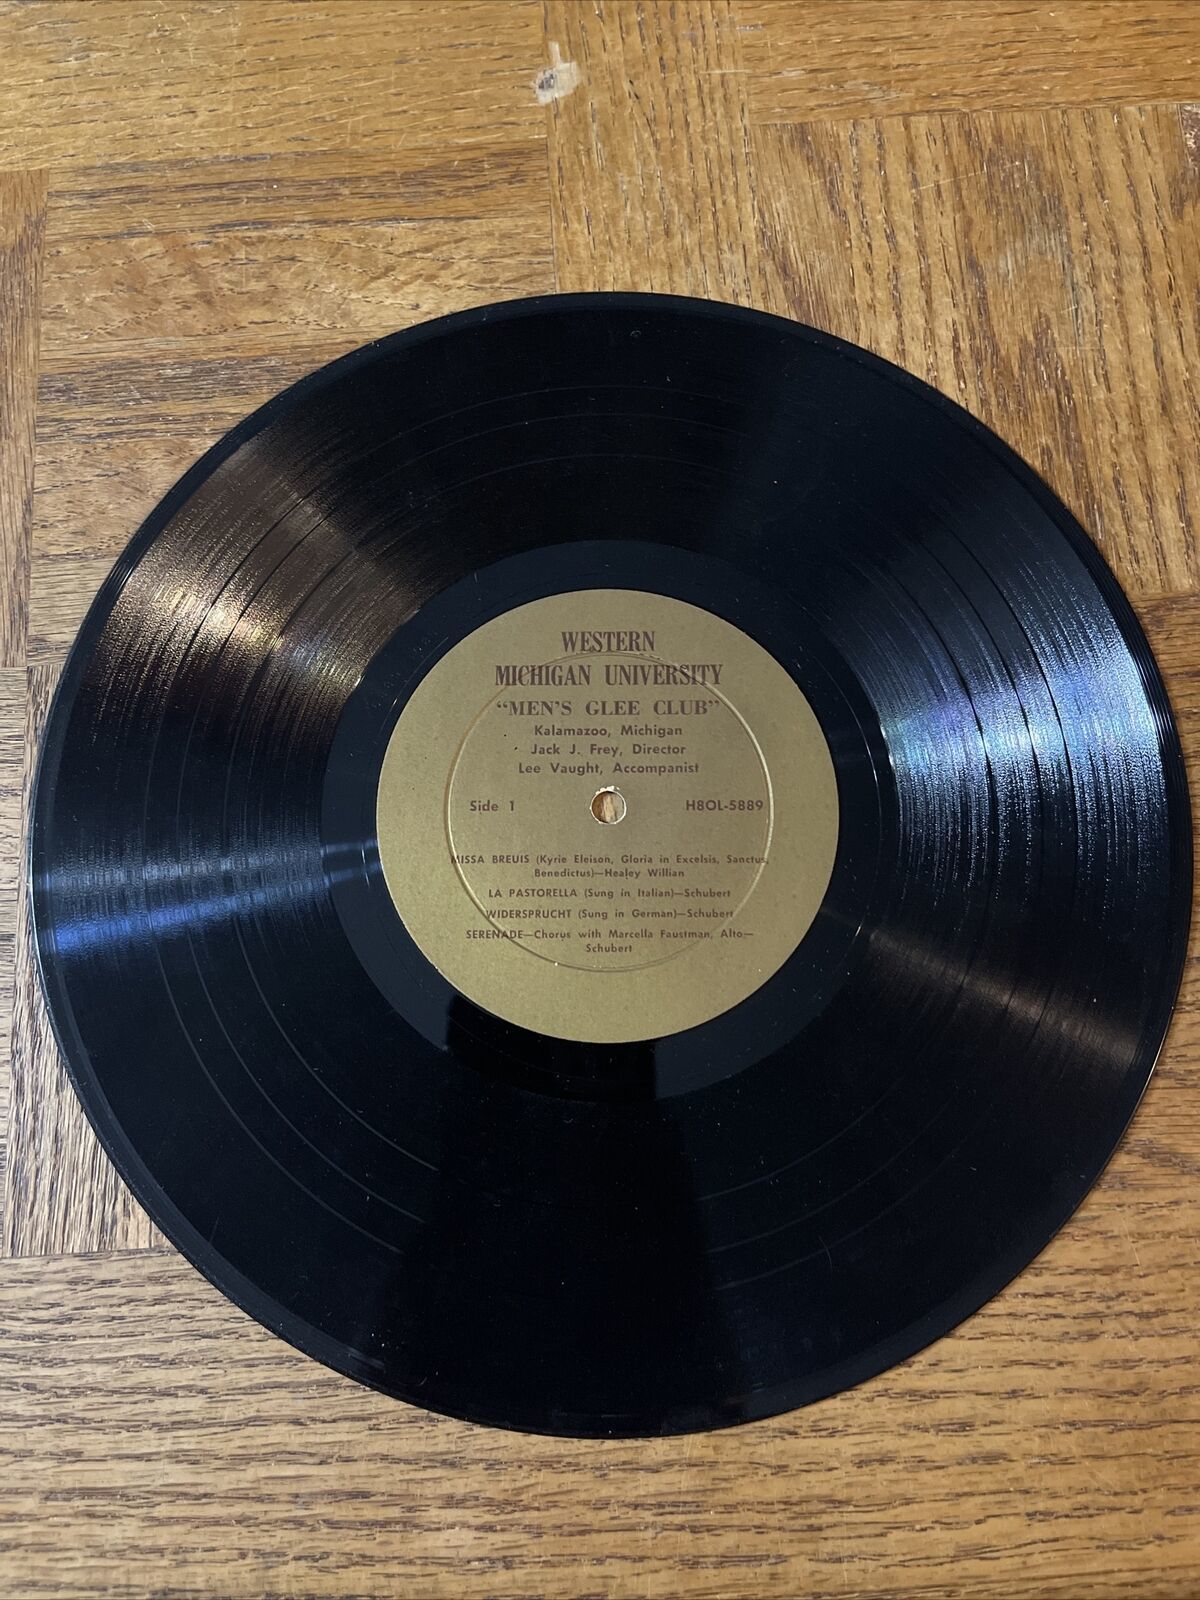 WESTERN
MICHIGAN UNIVERSITY
“MEN'S GLEE CLUB”
Kalamazoo, Michigan
Jack J. Frey, Director
Lee Vaught, Accompanist
Side 1 H8OL-5889
MISSA BREUIS (Kyrie Eleison, Gloria in Excelsis, Sanctus,
Benedictus)—Healey Willian
LA PASTORELLA (Sung in Italian)—Schubert
WIDERSPRUCHT (Sung in German)—Schubert
SERENADE—Chorus with Marcella Faustman, Alto—
Schubert